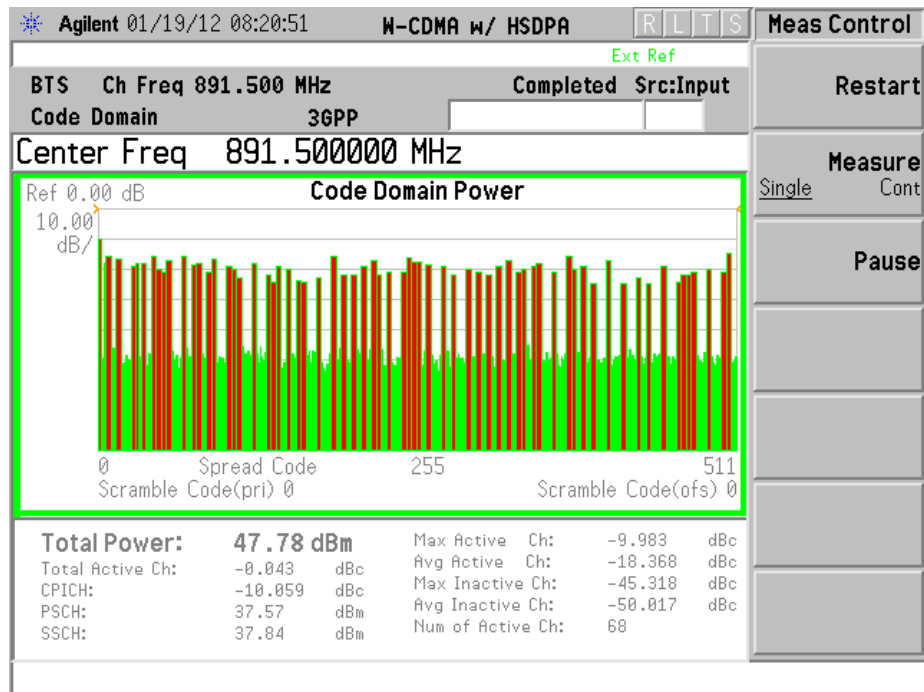 Agilent 01/19/12 08:20:51 W-CDMA w/ HSDPA R L T S Meas Control
Ext Ref
BTS Ch Freq 891.500 MHz Completed Src:Input
Code Domain 3GPP
Restart
Center Freq 891.500000 MHz
Measure
Single Cont
Ref 0.00 dB Code Domain Power
10.00
dB/
Pause
0 Spread Code 255 511
Scramble Code(pri) 0 Scramble Code(ofs) 0
Total Power: 47.78 dBm
Total Active Ch: -0.043 dBc
CPICH: -10.059 dBc
PSCH: 37.57 dBm
SSCH: 37.84 dBm
Max Active Ch: -9.983 dBc
Avg Active Ch: -18.368 dBc
Max Inactive Ch: -45.318 dBc
Avg Inactive Ch: -50.017 dBc
Num of Active Ch: 68